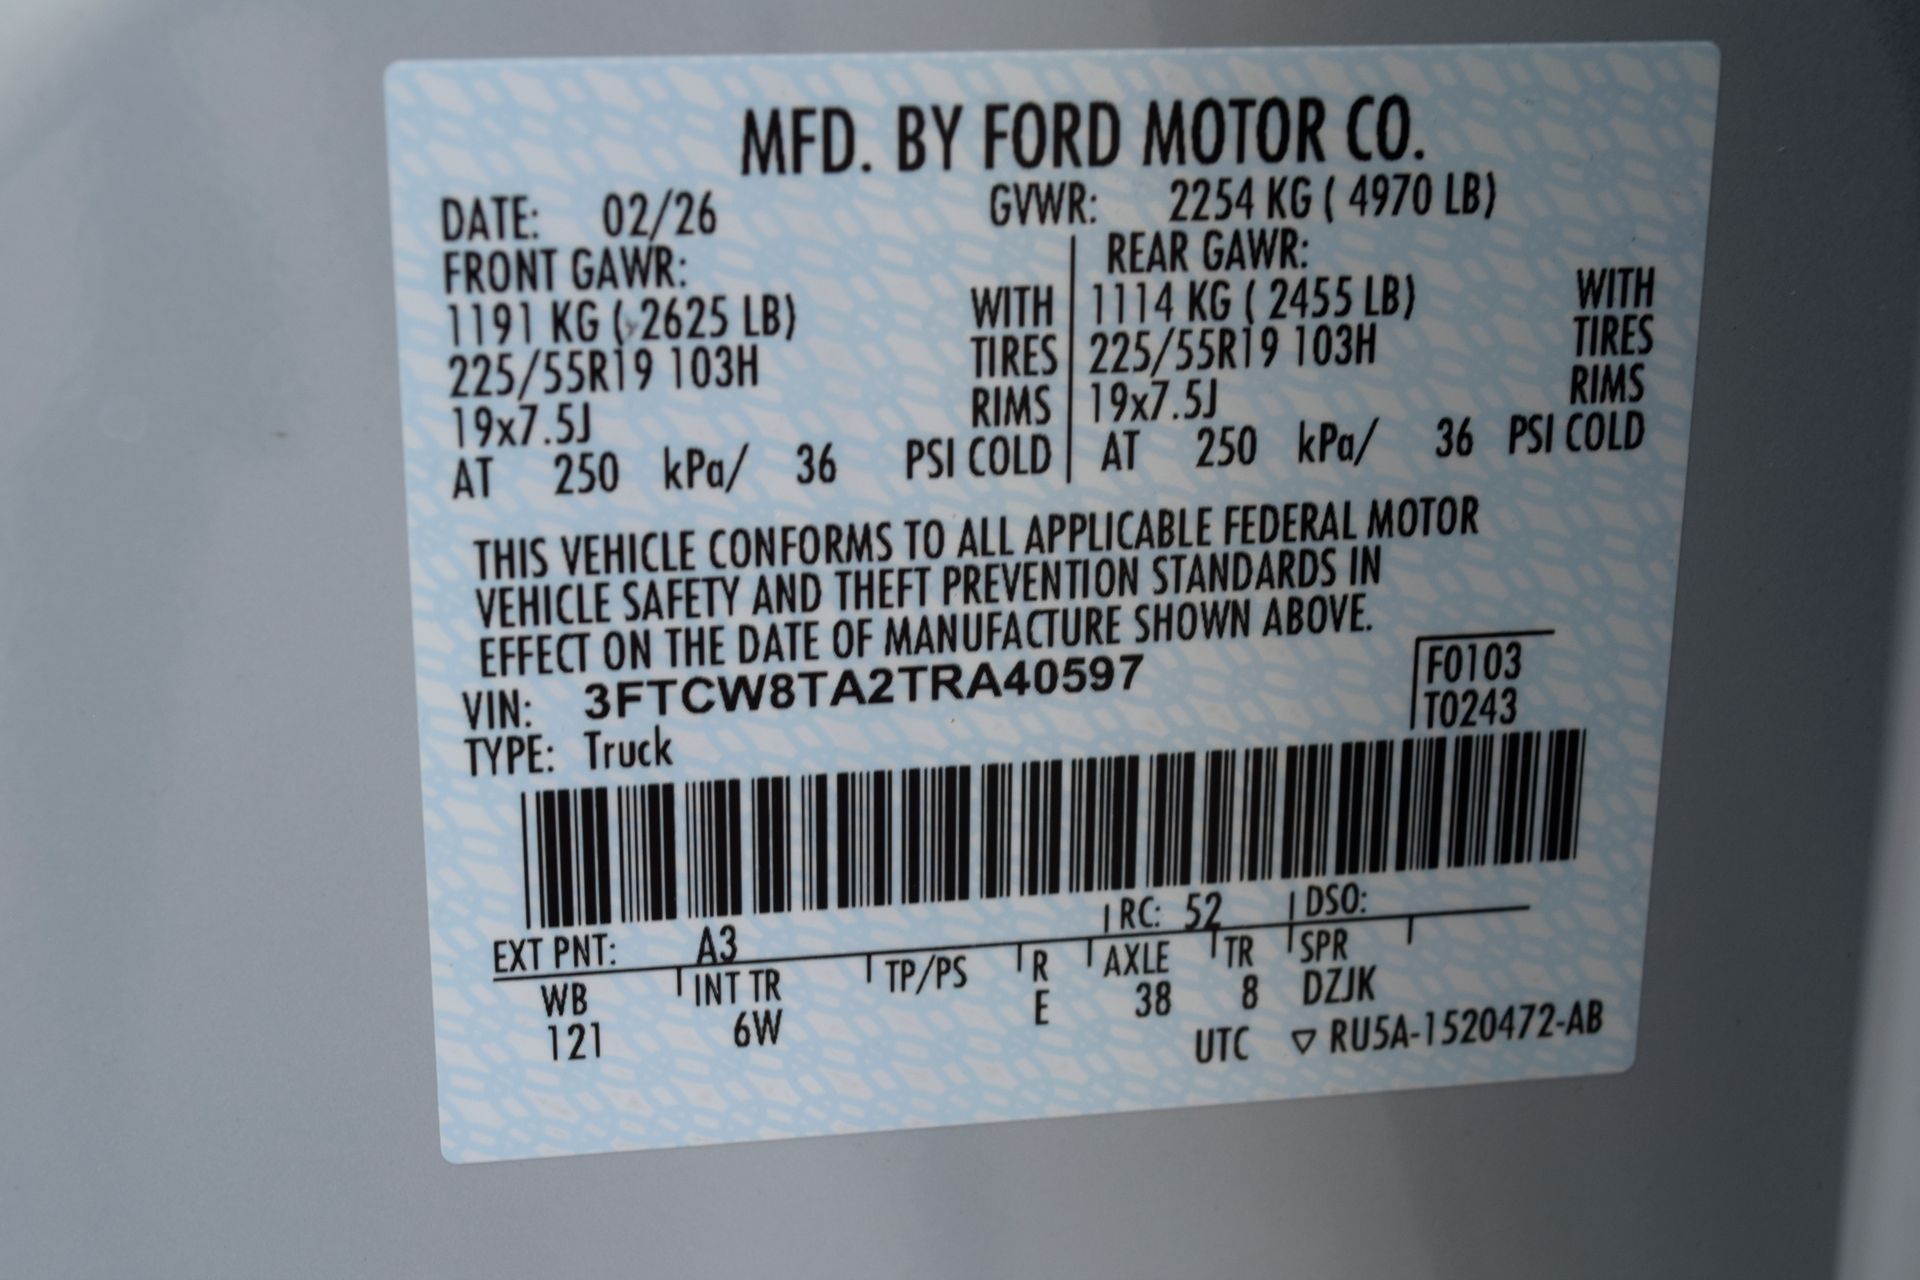 MFD. BY FORD MOTOR CO.
DATE: 02/26 GVWR: 2254 KG ( 4970 LB)
FRONT GAWR: REAR GAWR:
1191 KG ( 2625 LB) WITH 1114 KG ( 2455 LB) WITH
225/55R19 103H TIRES 225/55R19 103H TIRES
19x7.5J RIMS 19x7.5J RIMS
AT 250 kPa/ 36 PSI COLD AT 250 kPa/ 36 PSI COLD
THIS VEHICLE CONFORMS TO ALL APPLICABLE FEDERAL MOTOR
VEHICLE SAFETY AND THEFT PREVENTION STANDARDS IN
EFFECT ON THE DATE OF MANUFACTURE SHOWN ABOVE.
VIN: 3FTCW8TA2TRA40597 F0103
TYPE: Truck T0243
EXT PNT: A3 RC: 52 DSO:
WB INT TR TP/PS R AXLE TR SPR
121 6W E 38 8 DZJK
UTC ▽ RU5A-1520472-AB